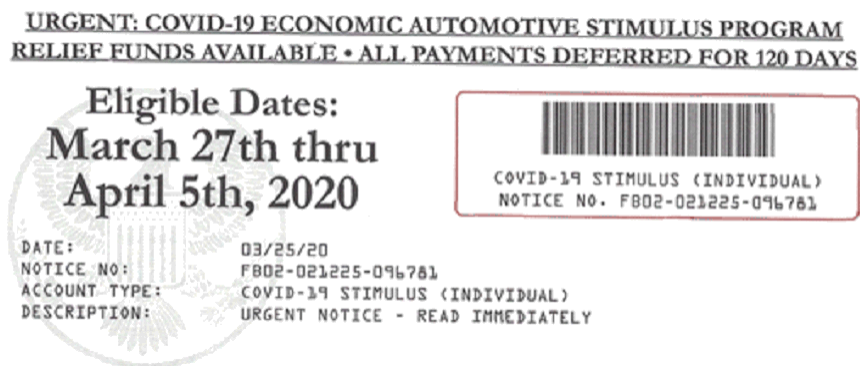 URGENT: COVID-19 ECONOMIC AUTOMOTIVE STIMULUS PROGRAM
RELIEF FUNDS AVAILABLE • ALL PAYMENTS DEFERRED FOR 120 DAYS
Eligible Dates:
March 27th thru
April 5th, 2020
COVID-19 STIMULUS (INDIVIDUAL)
NOTICE NO. FB02-021225-096781
DATE: 03/25/20
NOTICE NO: FB02-021225-096781
ACCOUNT TYPE: COVID-19 STIMULUS (INDIVIDUAL)
DESCRIPTION: URGENT NOTICE - READ IMMEDIATELY